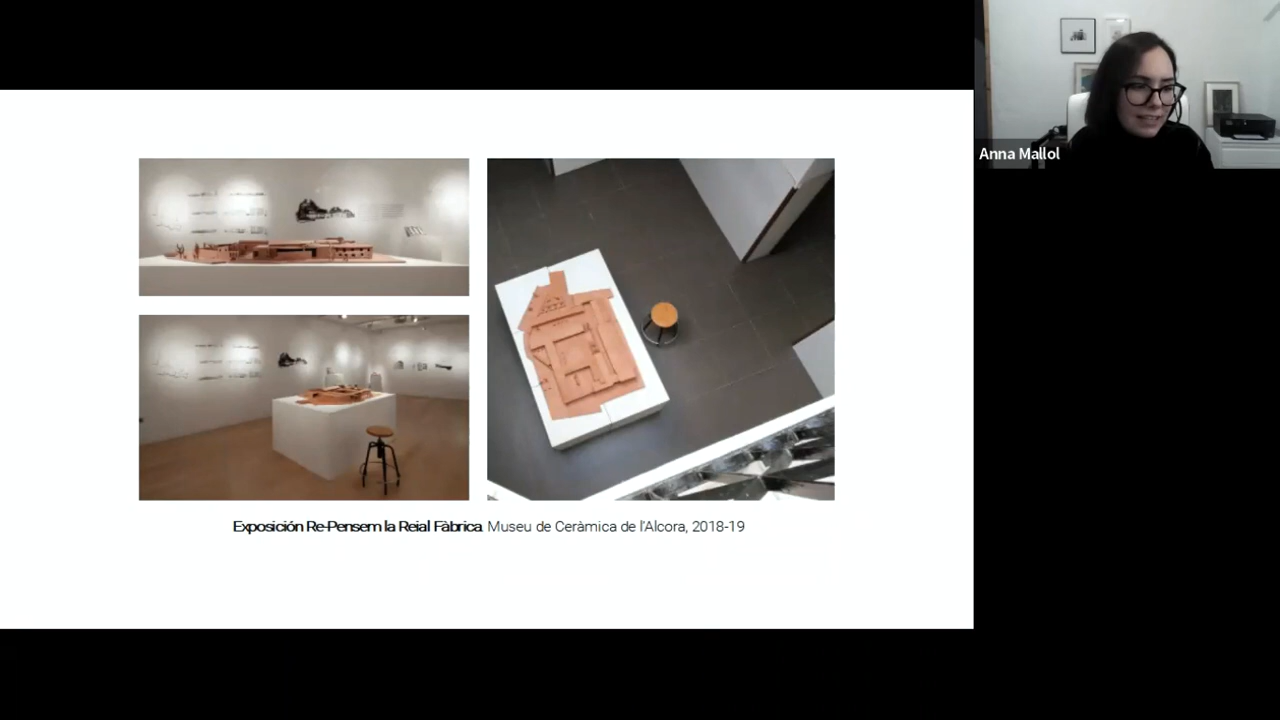 Anna Mallol
Exposición Re-Pensem la Reial Fàbrica. Museu de Ceràmica de l'Alcora, 2018-19